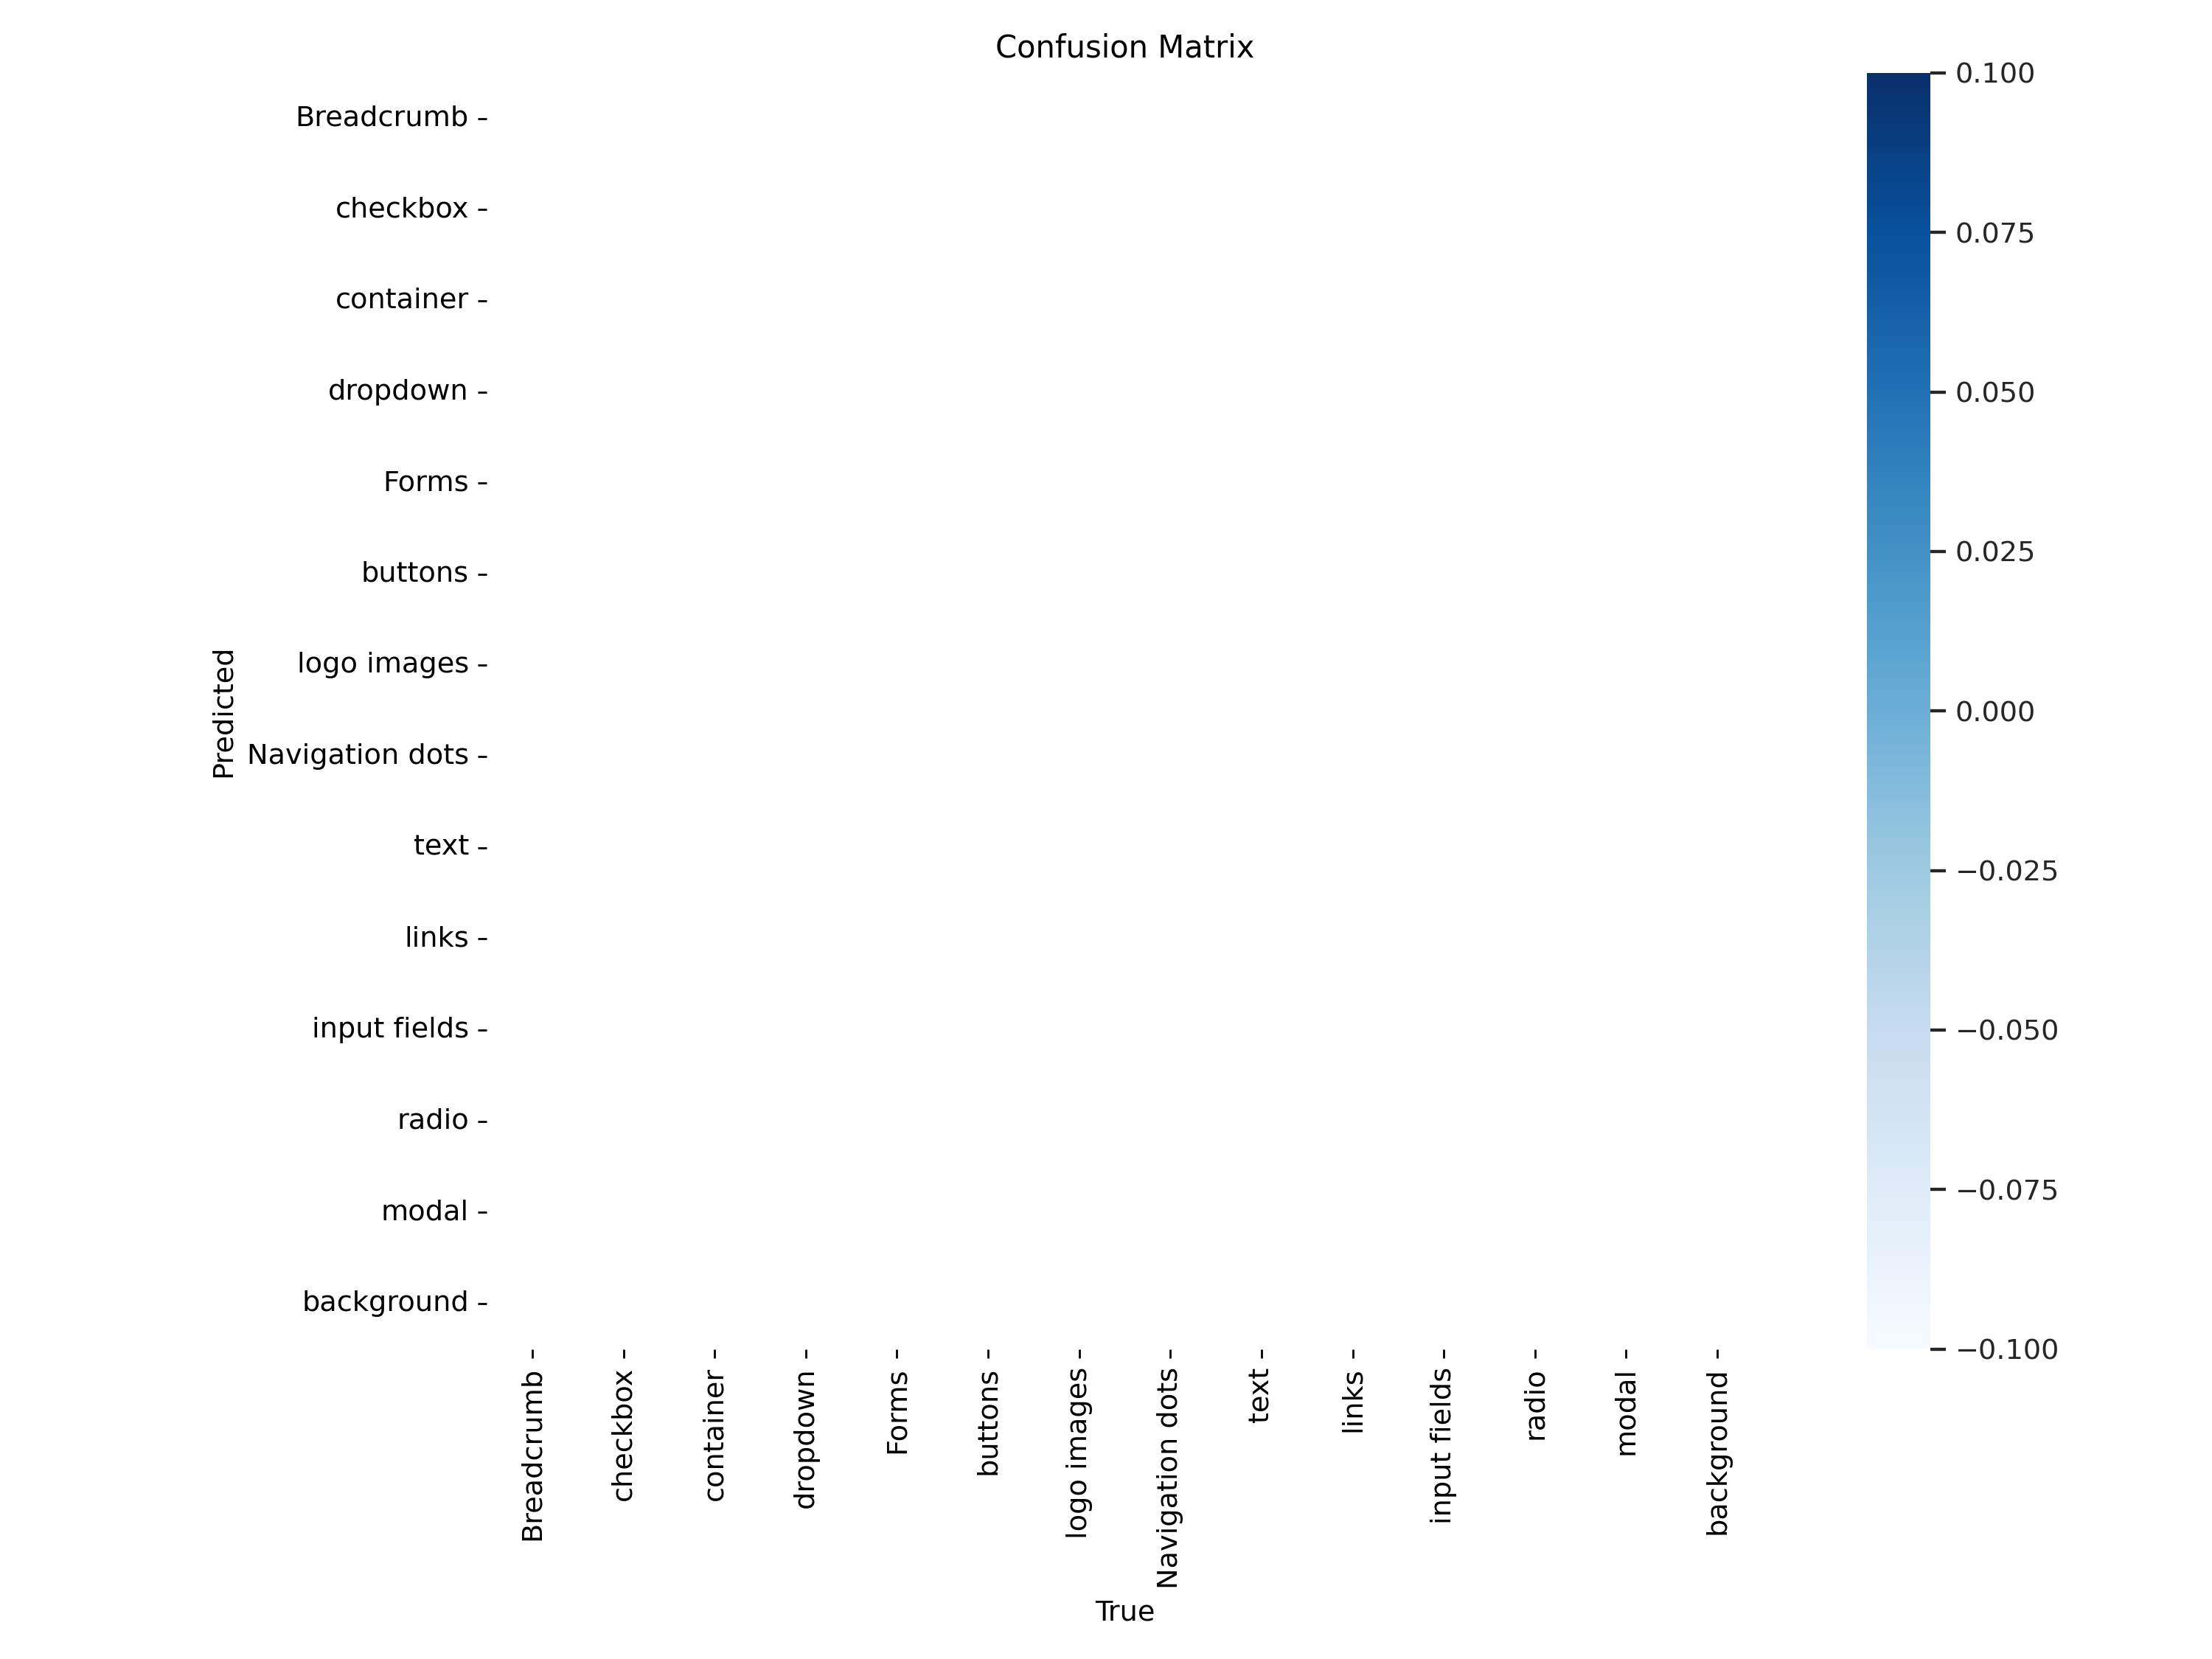 Confusion Matrix
Breadcrumb
checkbox
container
dropdown
Forms
buttons
logo images
Navigation dots
text
links
input fields
radio
modal
background
Predicted
Breadcrumb
checkbox
container
dropdown
Forms
buttons
logo images
Navigation dots
text
links
input fields
radio
modal
background
True
0.100
0.075
0.050
0.025
0.000
−0.025
−0.050
−0.075
−0.100